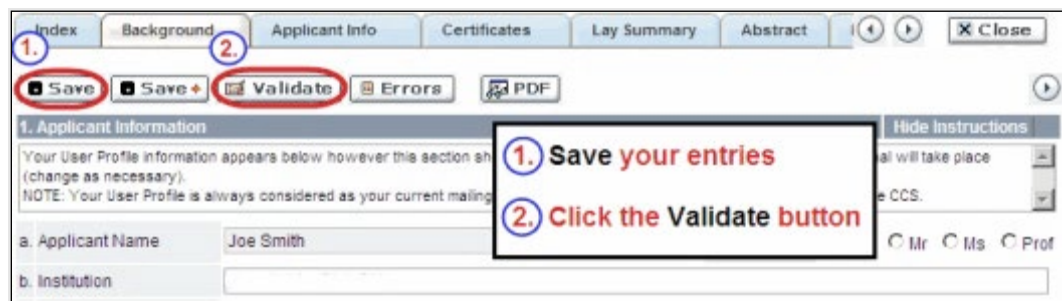 Index Background Applicant Info Certificates Lay Summary Abstract Close
1. 2.
Save Save+ Validate Errors PDF
1. Applicant Information Hide Instructions
Your User Profile information appears below however this section sh al will take place
(change as necessary).
NOTE: Your User Profile is always considered as your current mailing e CCS.
1. Save your entries
2. Click the Validate button
a. Applicant Name Joe Smith Mr Ms Prof
b. Institution